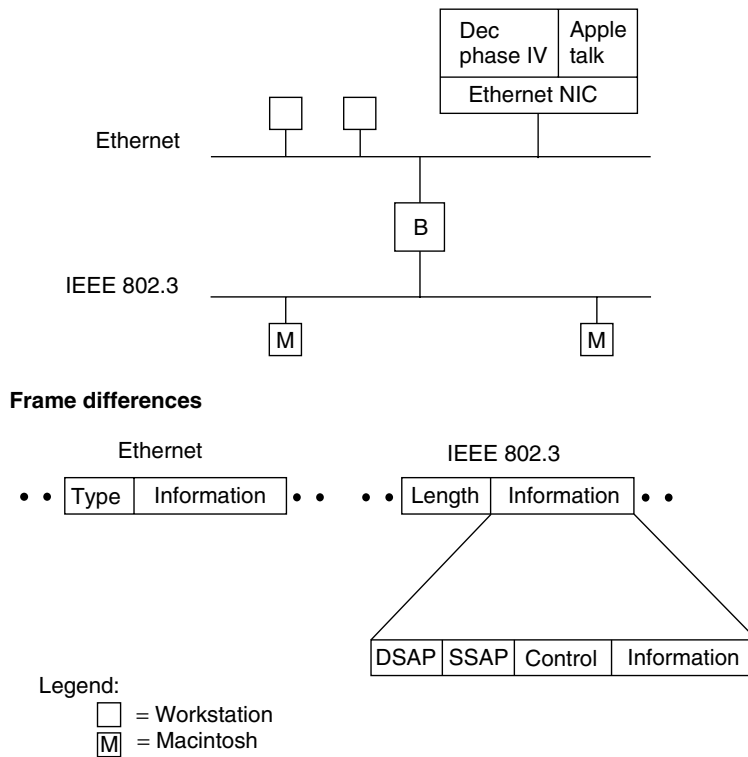 Dec
phase IV
Apple
talk
Ethernet NIC
Ethernet
B
IEEE 802.3
M
M
Frame differences
Ethernet
IEEE 802.3
Type Information
Length Information
DSAP SSAP Control Information
Legend:
= Workstation
M = Macintosh